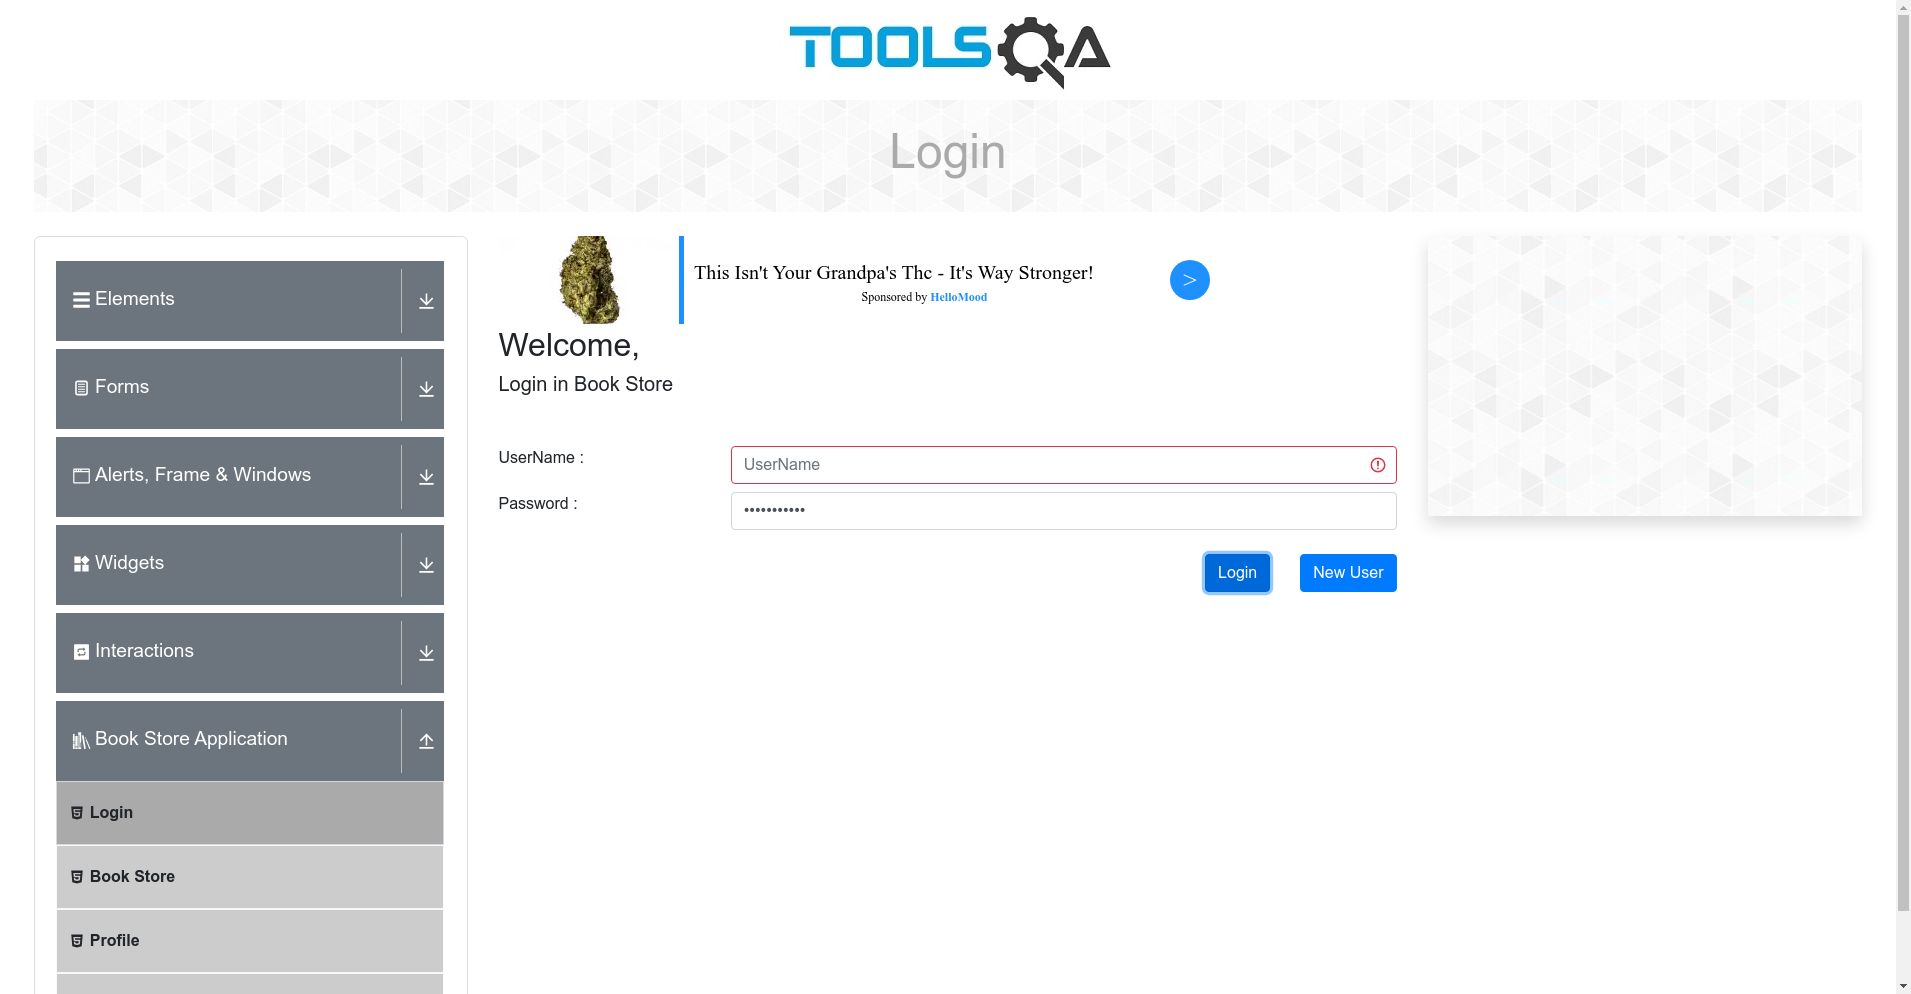 TOOLSQA
Login
Elements
Forms
Alerts, Frame & Windows
Widgets
Interactions
Book Store Application
Login
Book Store
Profile
This Isn't Your Grandpa's Thc - It's Way Stronger!
Sponsored by HelloMood
>
Welcome,
Login in Book Store
UserName :
UserName
Password :
•••••••••••
Login
New User